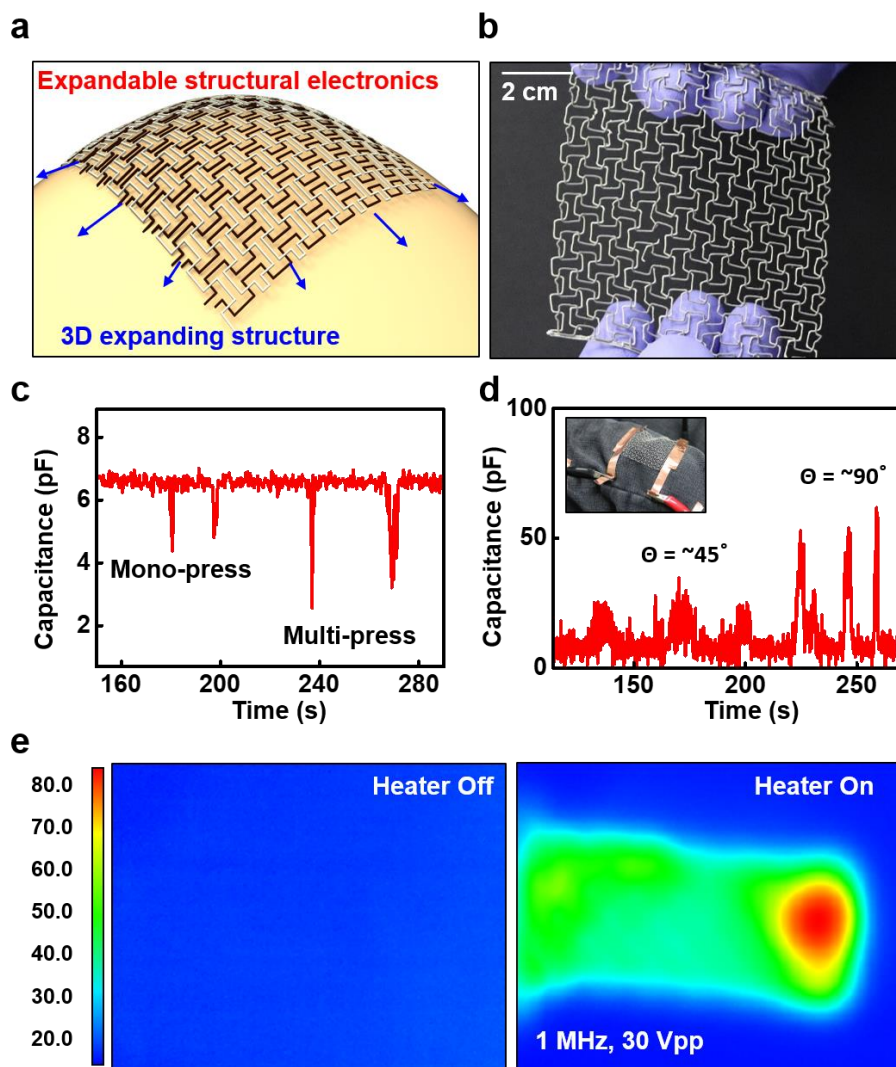 a
Expandable structural electronics
3D expanding structure
b
2 cm
c
Capacitance (pF)
8
6
4
2
Mono-press
Multi-press
160
200
240
280
Time (s)
d
Capacitance (pF)
100
50
0
Θ = ~45˚
Θ = ~90˚
150
200
250
Time (s)
e
80.0
70.0
60.0
50.0
40.0
30.0
20.0
Heater Off
Heater On
1 MHz, 30 Vpp